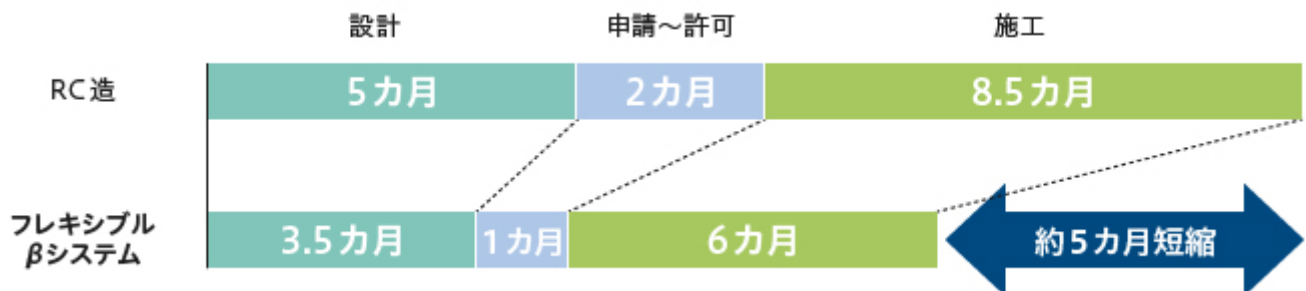 設計 申請～許可 施工
RC造 5カ月 2カ月 8.5カ月
フレキシブル
βシステム
3.5カ月 1カ月 6カ月 約5カ月短縮